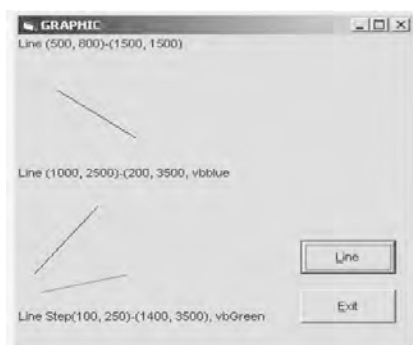 GRAPHIC
Line (500, 800)-(1500, 1500)
Line (1000, 2500)-(200, 3500, vbblue
Line
Exit
Line Step(100, 250)-(1400, 3500), vbGreen